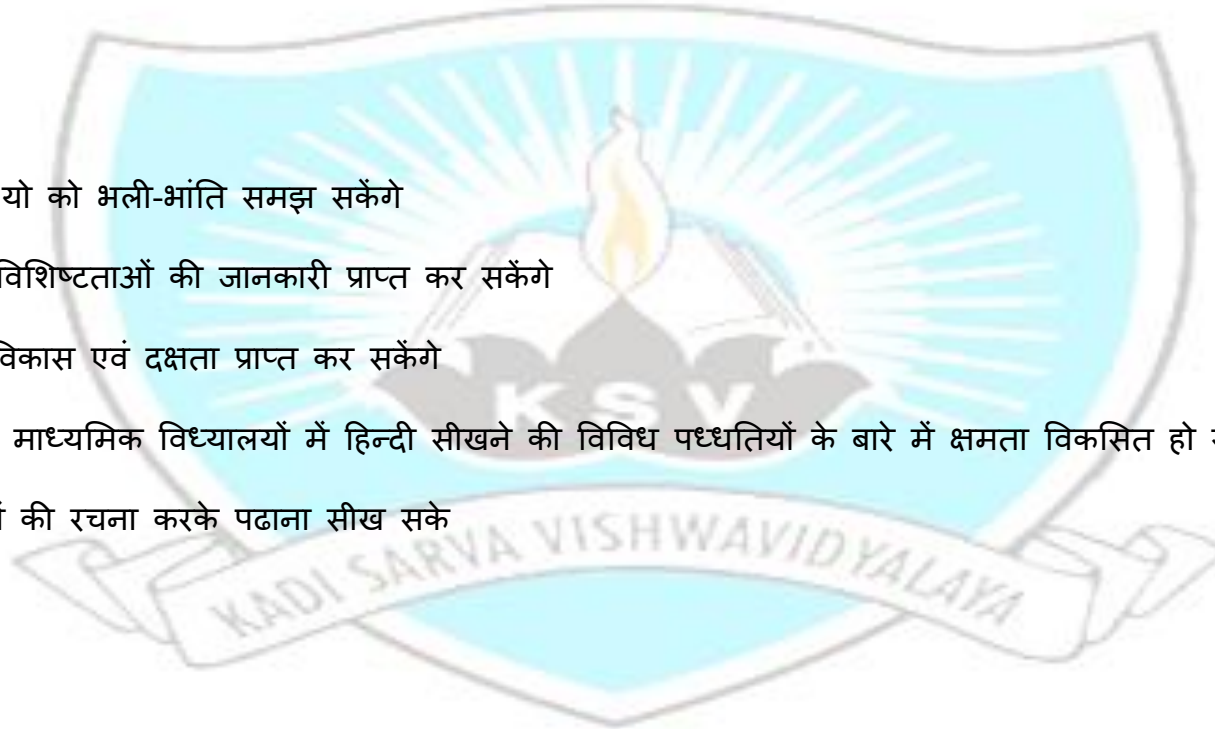 यो को भली-भांति समझ सकेंगे
विशिष्टताओं की जानकारी प्राप्त कर सकेंगे
विकास एवं दक्षता प्राप्त कर सकेंगे
KSV
माध्यमिक विध्यालयों में हिन्दी सीखने की विविध पध्धतियों के बारे में क्षमता विकसित हो
की रचना करके पढाना सीख सके
KADI SARVA VISHWAVIDYALAYA